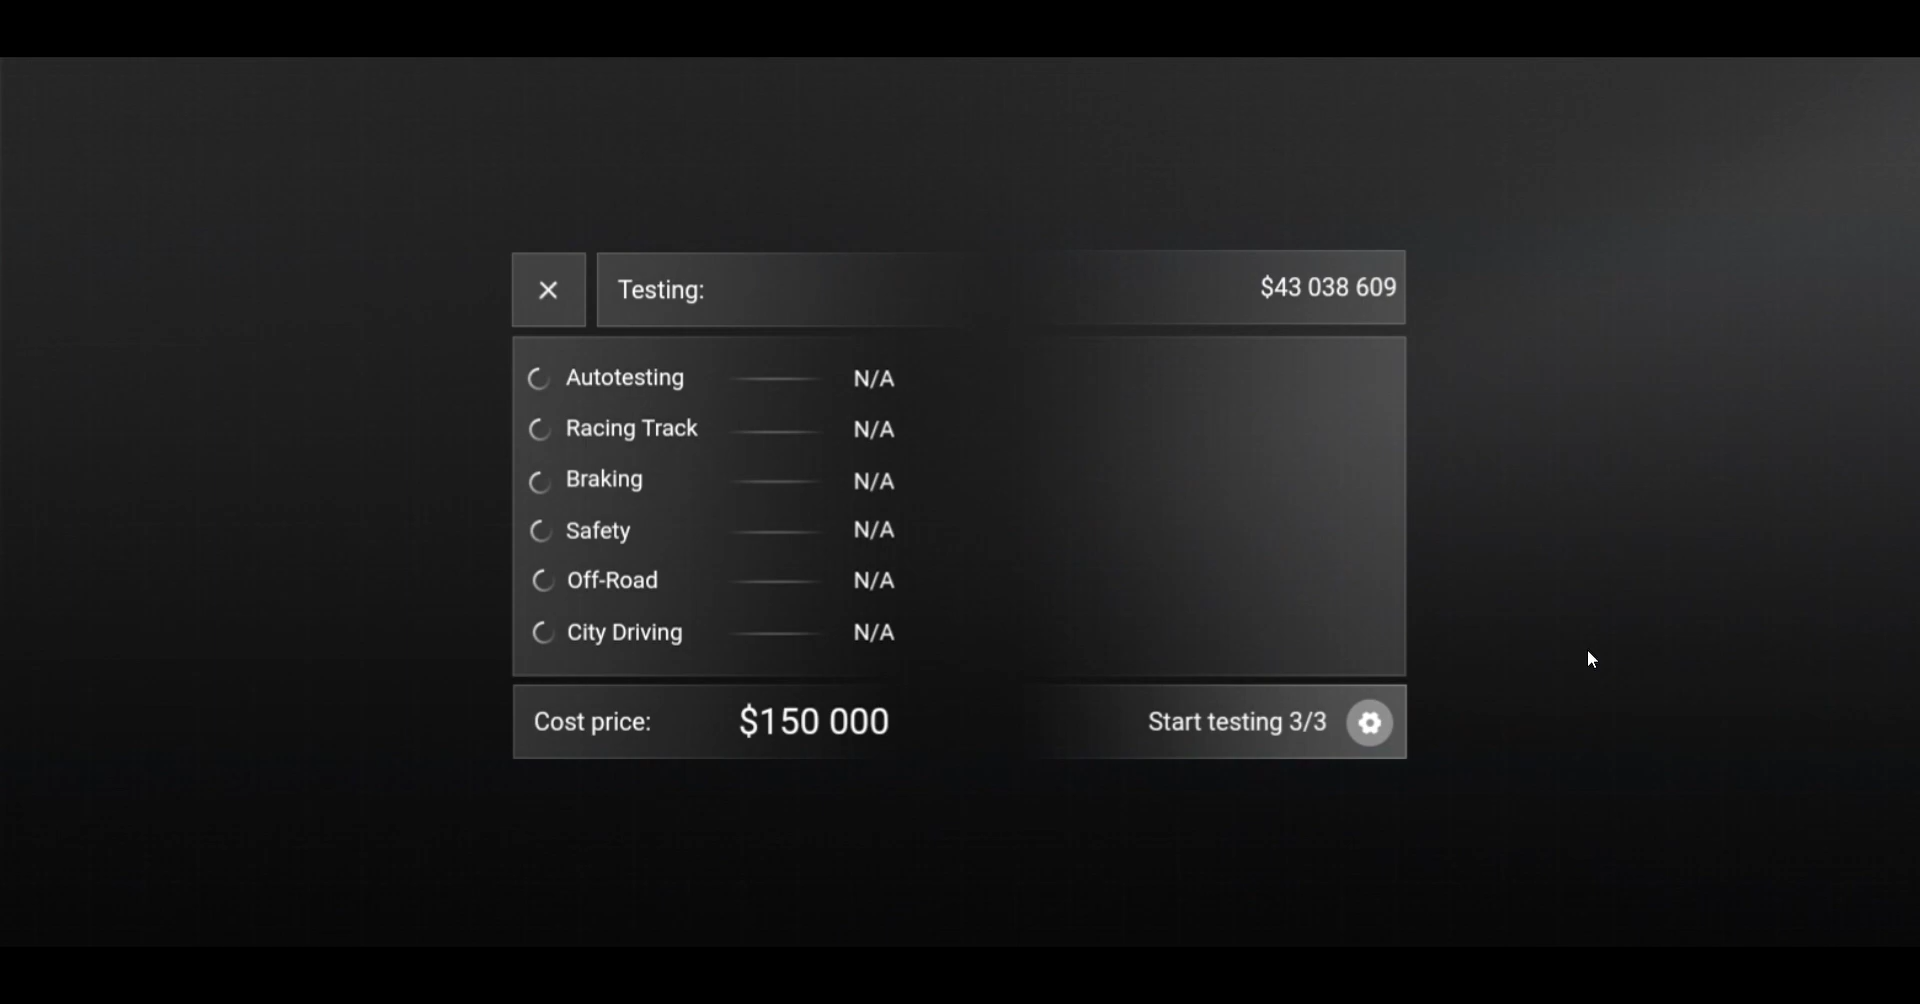 Testing:
$43 038 609
Autotesting N/A
Racing Track N/A
Braking N/A
Safety N/A
Off-Road N/A
City Driving N/A
Cost price: $150 000
Start testing 3/3